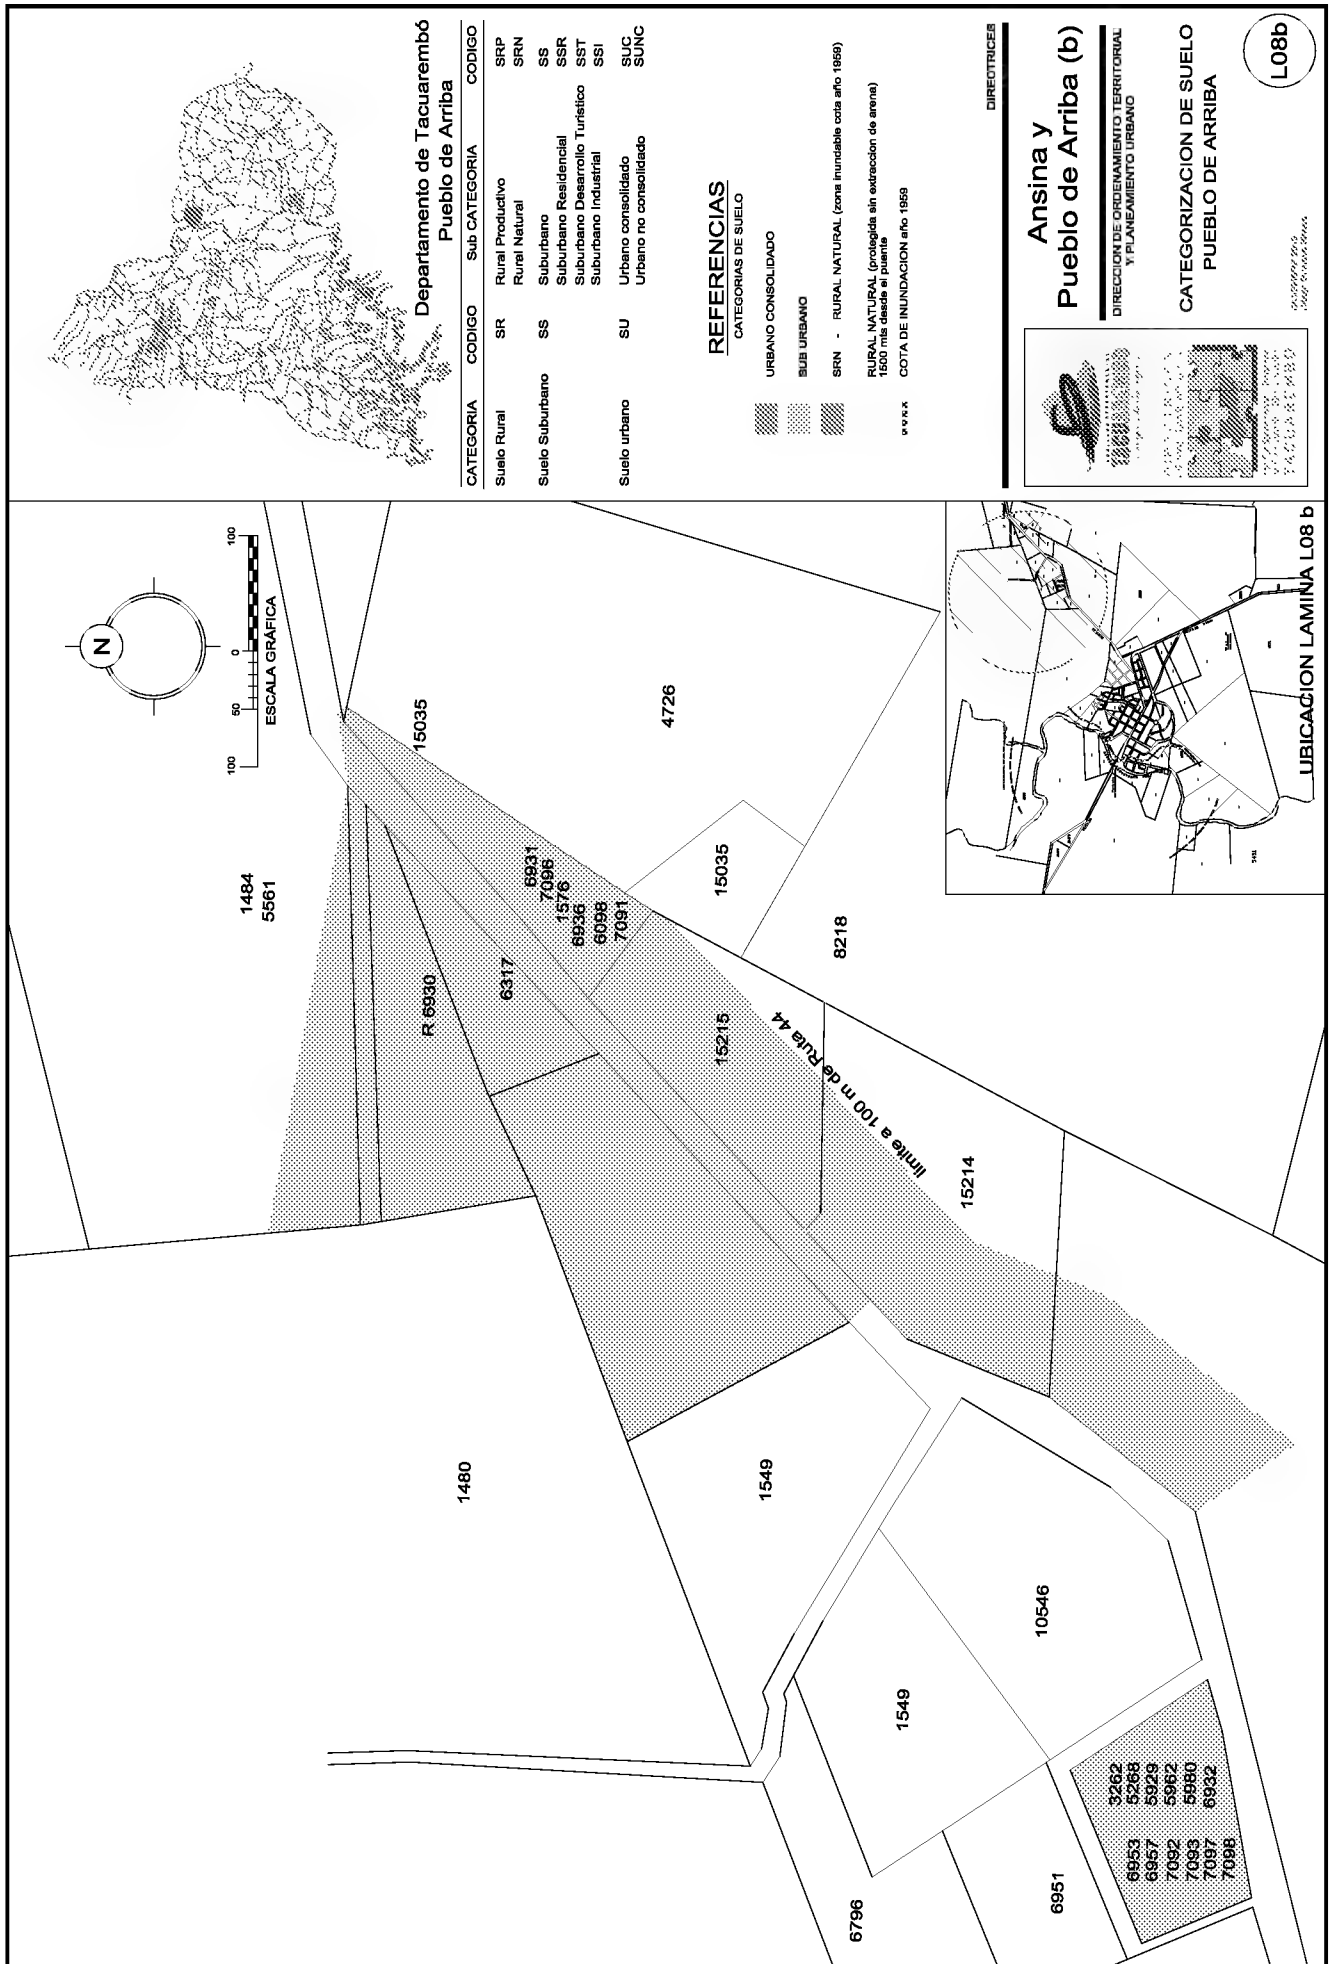 Departamento de Tacuarembó
Pueblo de Arriba
CATEGORIA CODIGO Sub CATEGORIA CODIGO
Suelo Rural SR Rural Productivo SRP
Rural Natural SRN
Suelo Suburbano SS Suburbano SS
Suburbano Residencial SSR
Suburbano Desarrollo Turistico SST
Suburbano Industrial SSI
Suelo urbano SU Urbano consolidado SUC
Urbano no consolidado SUNC
REFERENCIAS
CATEGORIAS DE SUELO
URBANO CONSOLIDADO
SUB URBANO
SRN - RURAL NATURAL (zona inundable cota año 1959)
RURAL NATURAL (protegida sin extraccion de arena)
1500 mts desde el puente
COTA DE INUNDACION año 1959
DIRECTRICES
Ansina y
Pueblo de Arriba (b)
DIRECCION DE ORDENAMIENTO TERRITORIAL
Y PLANEAMIENTO URBANO
CATEGORIZACION DE SUELO
PUEBLO DE ARRIBA
L08b
N
100 50 0 100
ESCALA GRÁFICA
1484
5561
15035
4726
R 6930
6317
6931
7096
1576
6936
6098
7091
15035
8218
15215
limite a 100 m de Ruta 44
15214
1480
1549
10546
1549
6796
6951
3262
5268
5929
5962
5980
6932
6953
6957
7092
7093
7097
7098
UBICACION LAMINA L08 b